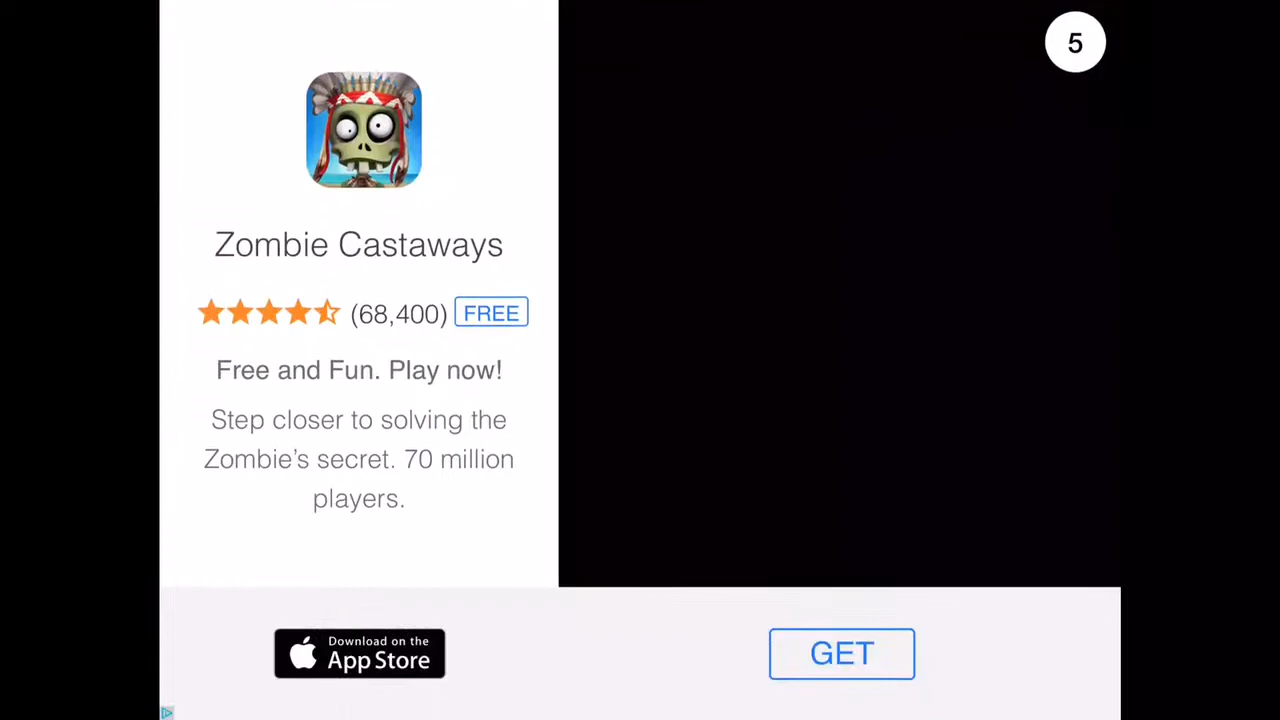 5
Zombie Castaways
(68,400) FREE
Free and Fun. Play now!
Step closer to solving the
Zombie’s secret. 70 million
players.
Download on the
App Store
GET